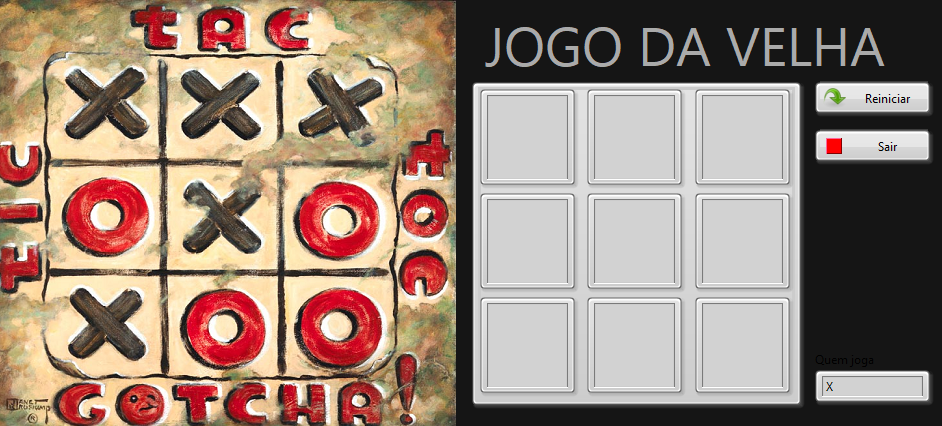 tac
TIC
TOE
GOTCHA!
JOGO DA VELHA
Reiniciar
Sair
Quem joga
X